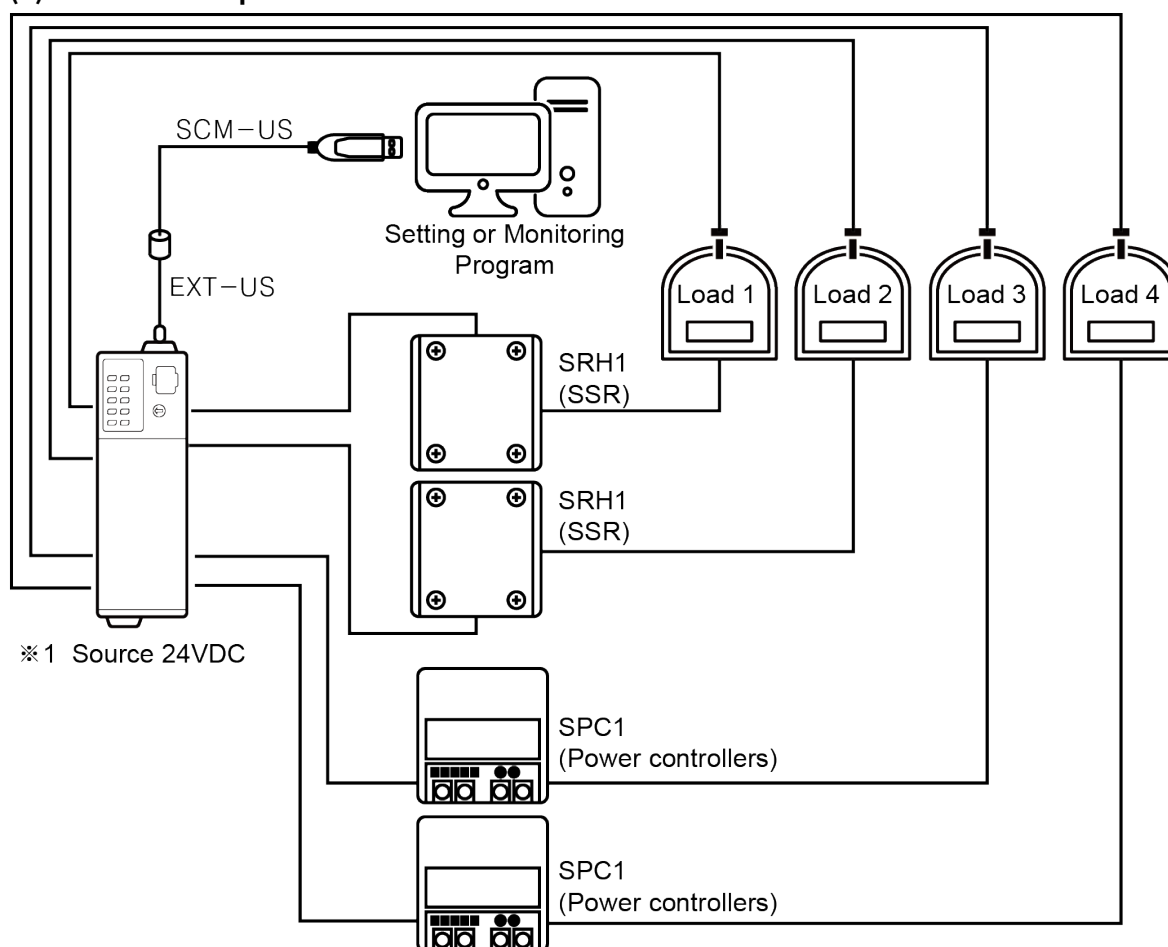 SCM-US
EXT-US
Setting or Monitoring
Program
Load 1
Load 2
Load 3
Load 4
SRH1
(SSR)
SRH1
(SSR)
※1 Source 24VDC
SPC1
(Power controllers)
SPC1
(Power controllers)